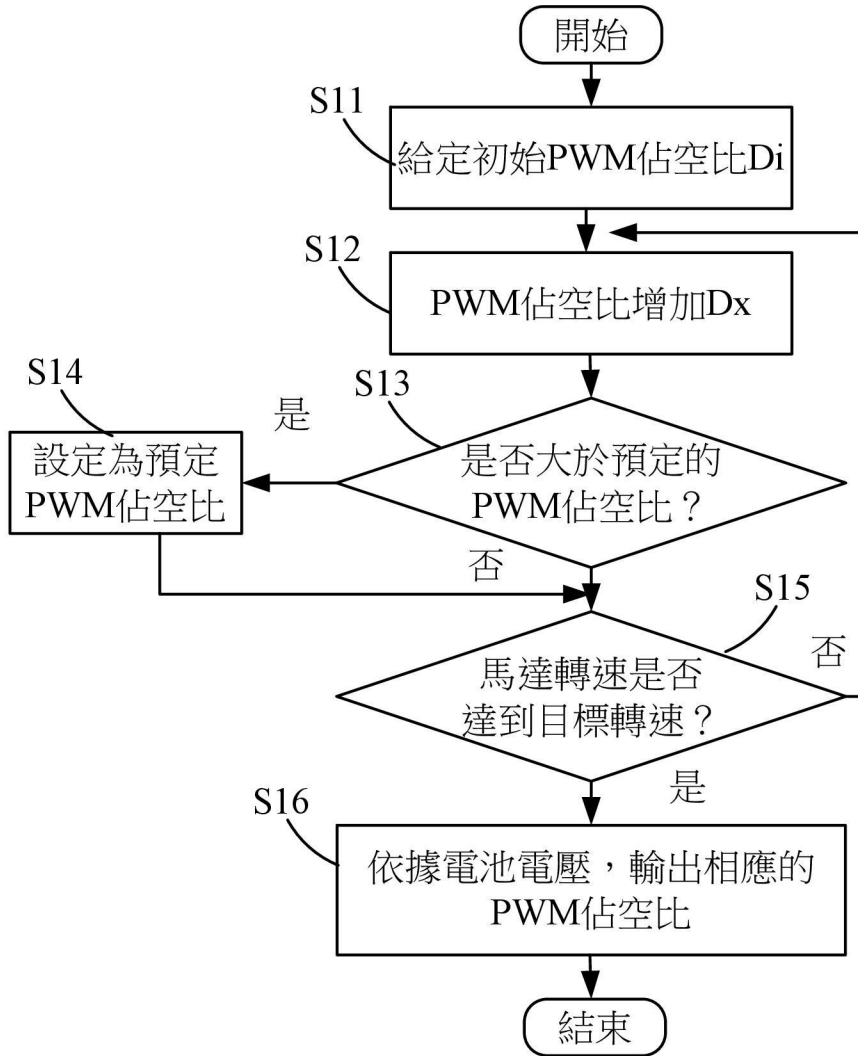 開始
S11
給定初始PWM佔空比Di
S12
PWM佔空比增加Dx
S14
S13
是
設定為預定
PWM佔空比
是否大於預定的
PWM佔空比？
否
S15
否
馬達轉速是否
達到目標轉速？
是
S16
依據電池電壓，輸出相應的
PWM佔空比
結束